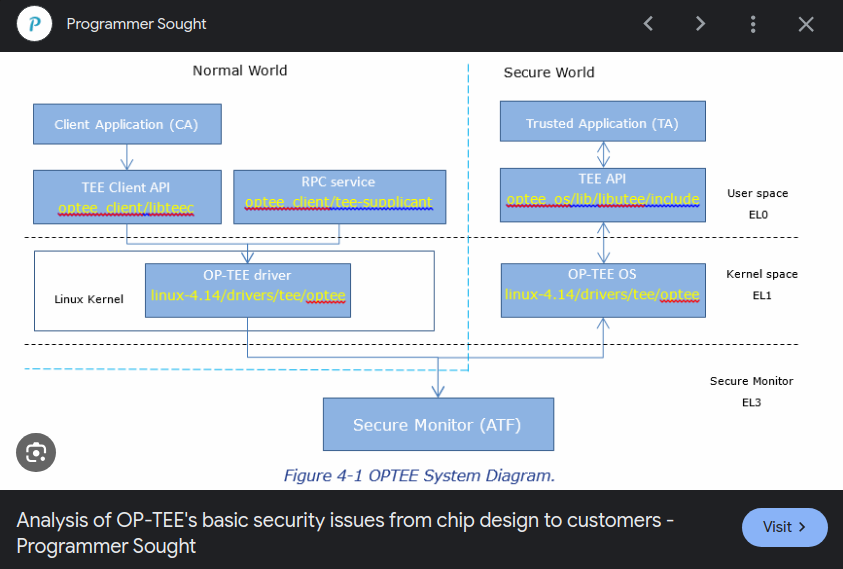 Programmer Sought
Normal World
Secure World
Client Application (CA)
Trusted Application (TA)
TEE Client API
optee_client/libteec
RPC service
optee_client/tee-supplicant
TEE API
optee_os/lib/libutee/include
User space
EL0
OP-TEE driver
linux-4.14/drivers/tee/optee
Linux Kernel
OP-TEE OS
linux-4.14/drivers/tee/optee
Kernel space
EL1
Secure Monitor
EL3
Secure Monitor (ATF)
Figure 4-1 OPTEE System Diagram.
Analysis of OP-TEE's basic security issues from chip design to customers -
Programmer Sought
Visit